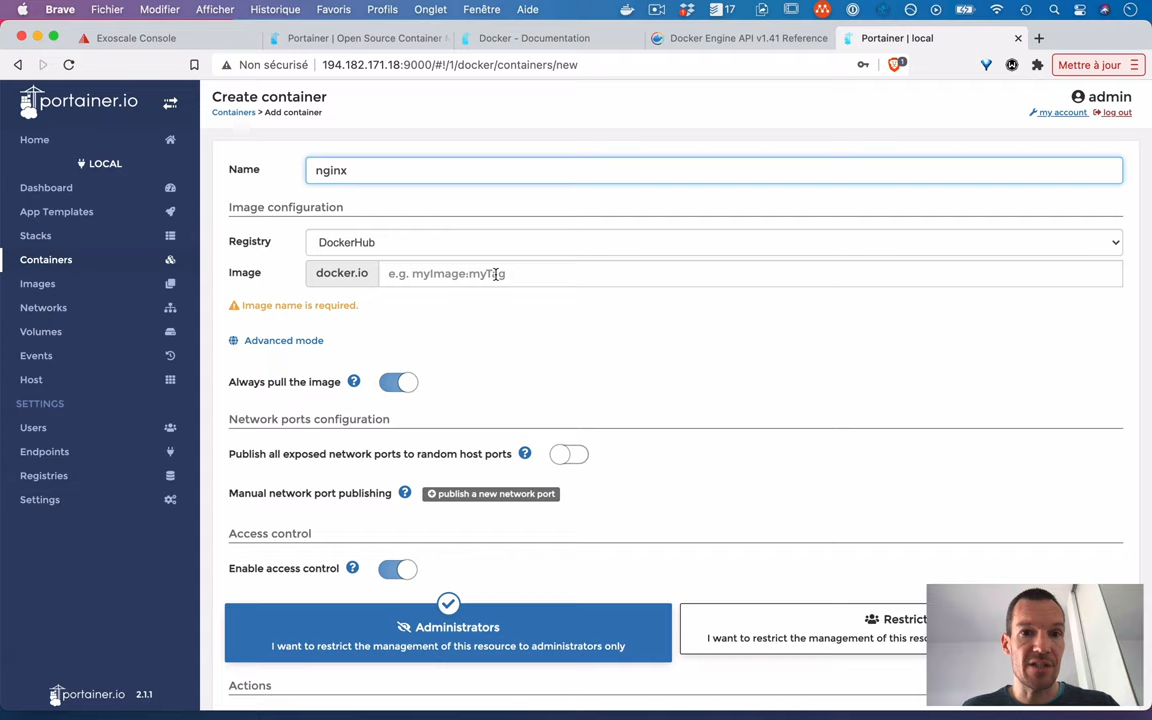 Brave Fichier Modifier Afficher Historique Favoris Profils Onglet Fenêtre Aide 17
Exoscale Console
Portainer | Open Source Container
Docker - Documentation
Docker Engine API v1.41 Reference
Portainer | local
Non sécurisé 194.182.171.18:9000/#!/1/docker/containers/new
1
Mettre à jour
portainer.io
Home
LOCAL
Dashboard
App Templates
Stacks
Containers
Images
Networks
Volumes
Events
Host
SETTINGS
Users
Endpoints
Registries
Settings
portainer.io 2.1.1
Create container
Containers > Add container
admin
my account log out
Name nginx
Image configuration
Registry DockerHub
Image docker.io e.g. myImage:myTag
Image name is required.
Advanced mode
Always pull the image
Network ports configuration
Publish all exposed network ports to random host ports
Manual network port publishing publish a new network port
Access control
Enable access control
Administrators
I want to restrict the management of this resource to administrators only
Restrict
I want to restrict the management of this reso
Actions